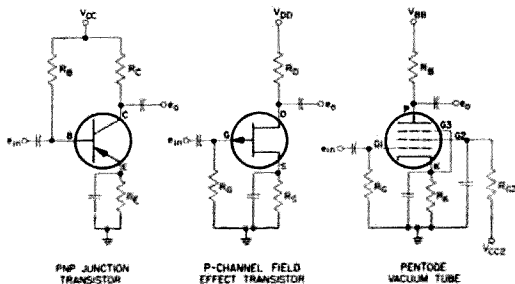 VCC
VDD
VBB
RB
RC
RD
RB
C
eo
D
eo
P
eo
G3
G2
ein
B
ein
G
ein
G1
E
S
K
RE
RG
RS
RG
RK
RG2
VCC2
PNP JUNCTION
TRANSISTOR
P-CHANNEL FIELD
EFFECT TRANSISTOR
PENTODE
VACUUM TUBE